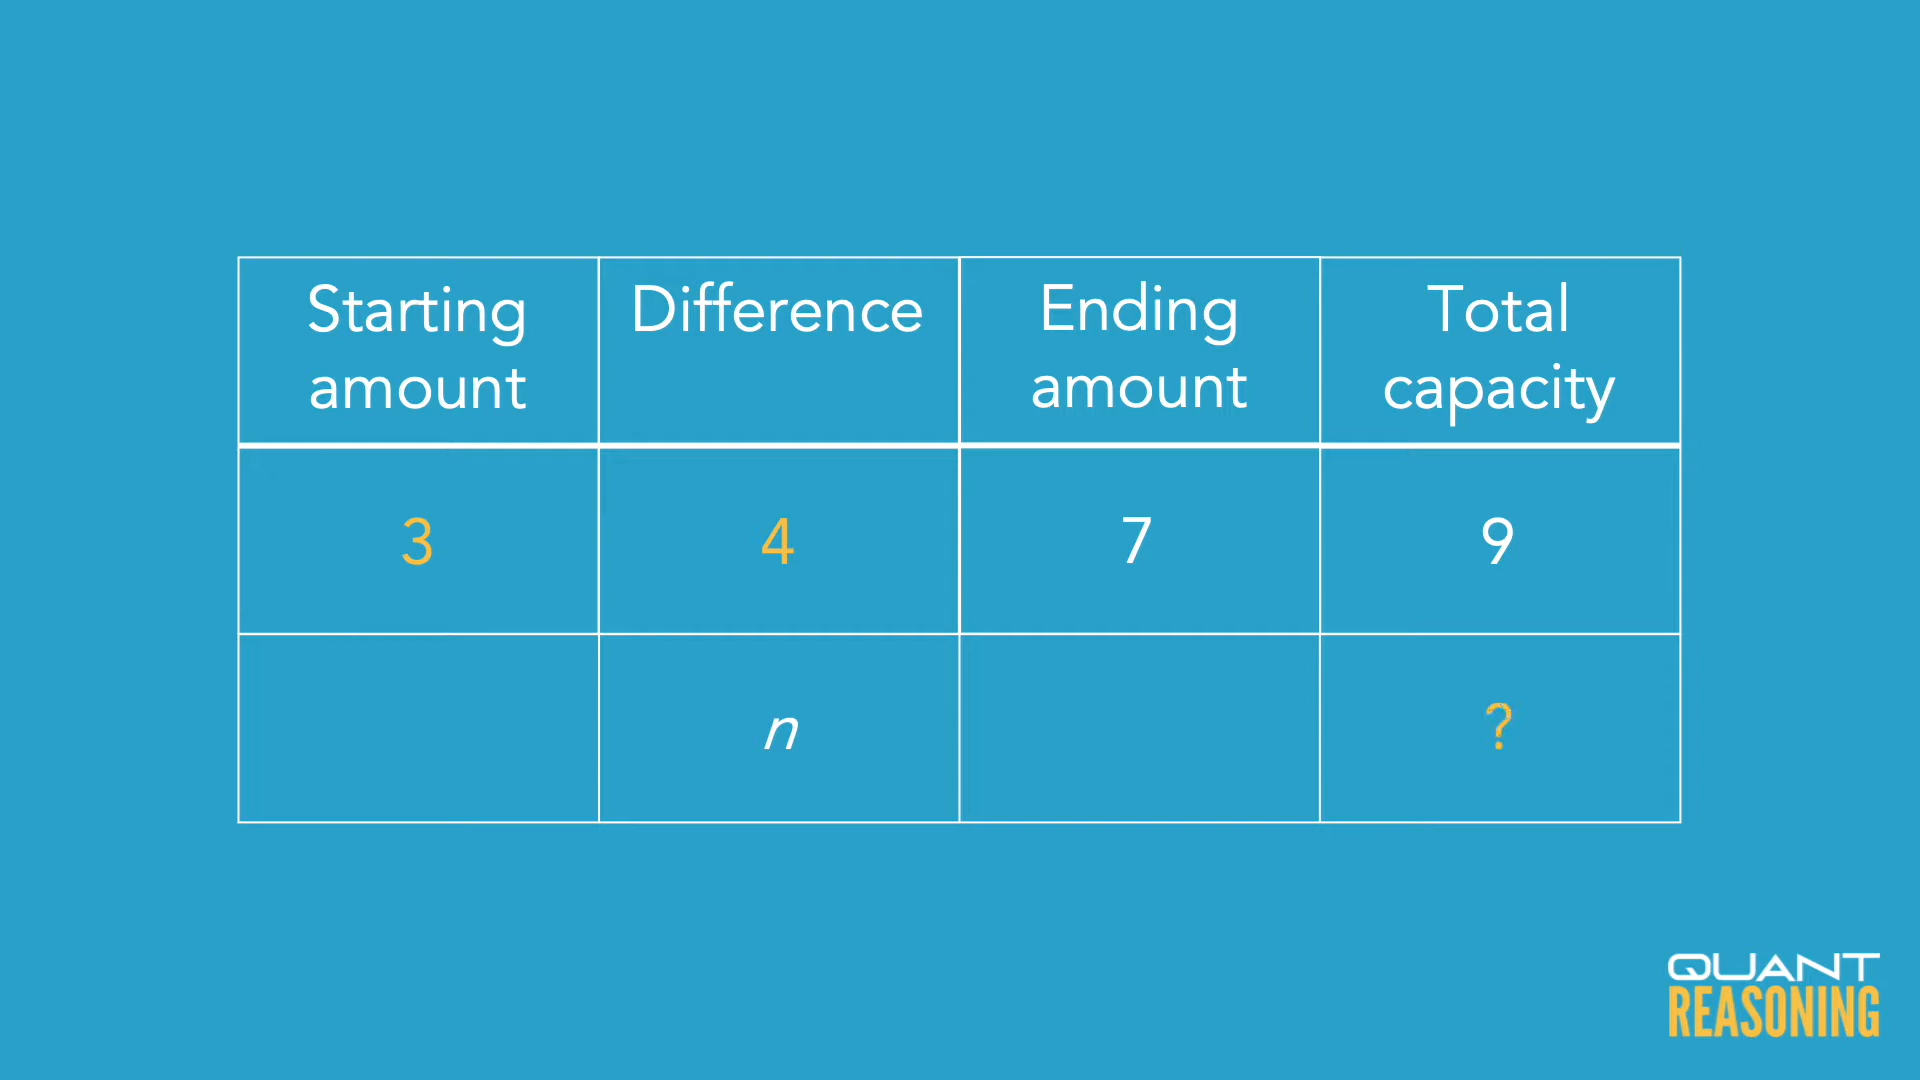 Starting
amount
Difference
Ending
amount
Total
capacity
3
4
7
9
n
?
QUANT
REASONING